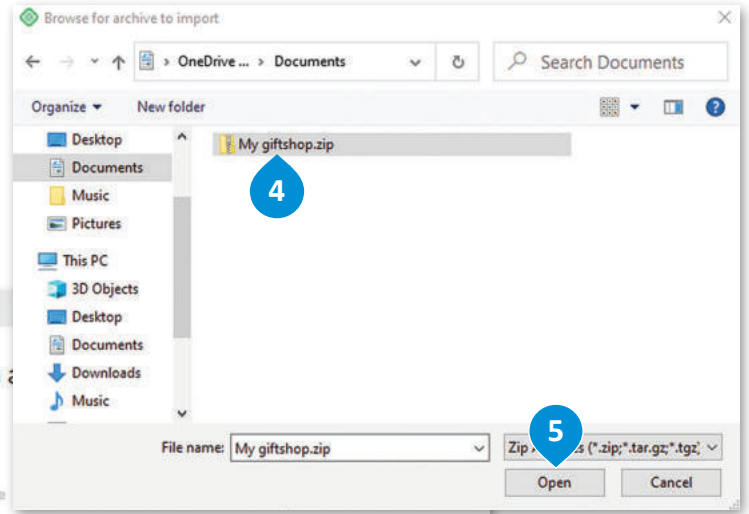 Browse for archive to import
OneDrive ... › Documents
Search Documents
Organize
New folder
Desktop
Documents
Music
Pictures
This PC
3D Objects
Desktop
Documents
Downloads
Music
My giftshop.zip
4
5
File name: My giftshop.zip
Zip (*.zip;*.tar.gz;*.tgz;
Open
Cancel